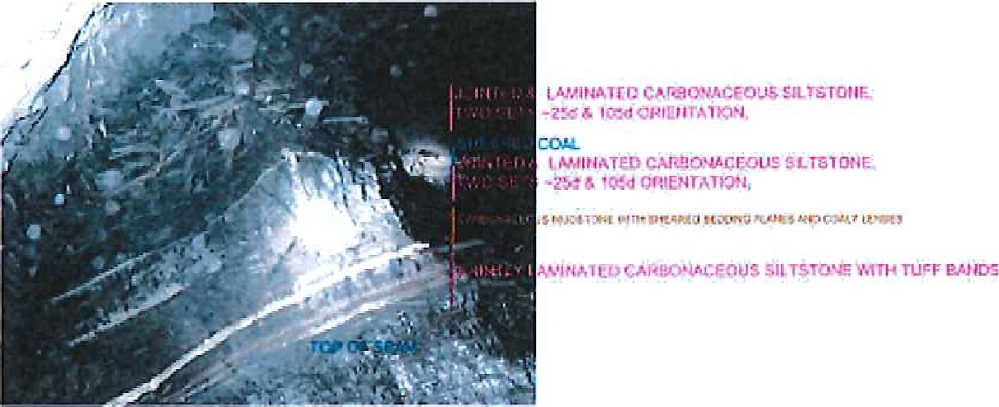 JOINTED & LAMINATED CARBONACEOUS SILTSTONE,
TWO SETS ~25d & 105d ORIENTATION,
SHEARED COAL
JOINTED & LAMINATED CARBONACEOUS SILTSTONE,
TWO SETS ~25d & 105d ORIENTATION,
CARBONACEOUS MUDSTONE WITH SHEARED BEDDING PLANES AND COALY LENSES
LAMINATED CARBONACEOUS SILTSTONE WITH TUFF BANDS
TOP OF SEAM